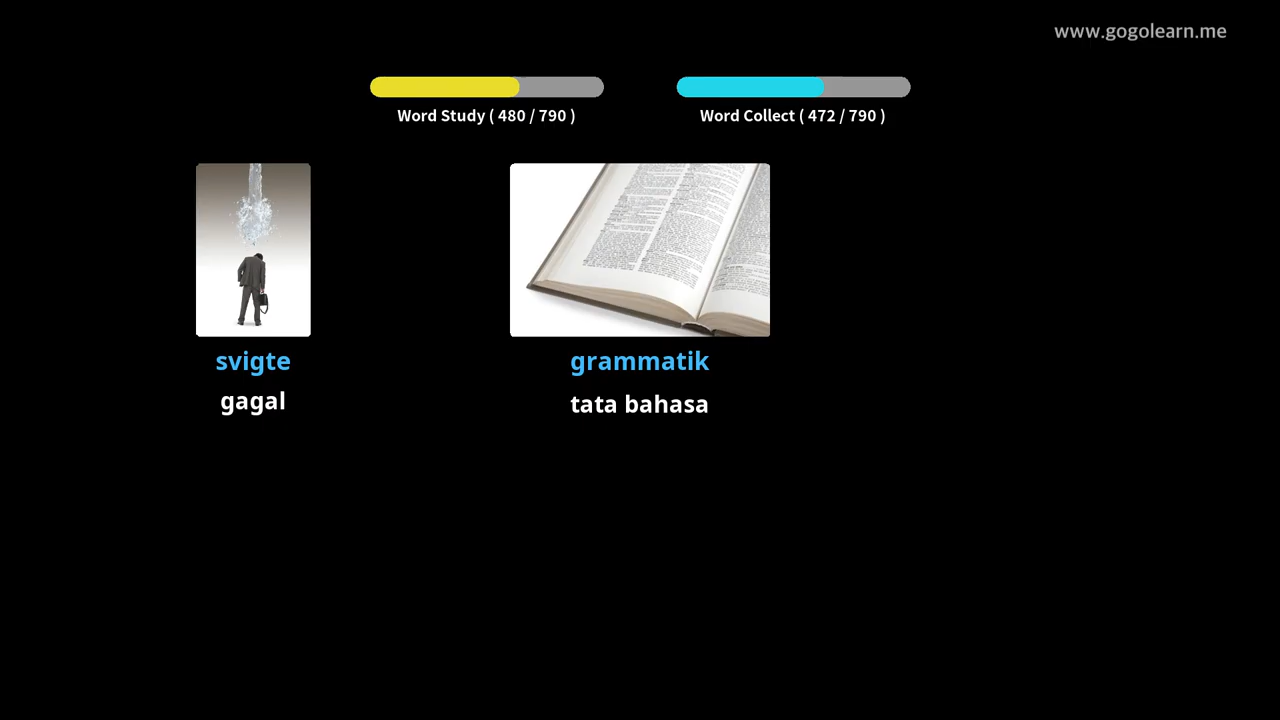 www.gogolearn.me
Word Study ( 480 / 790 )
Word Collect ( 472 / 790 )
svigte
gagal
grammatik
tata bahasa